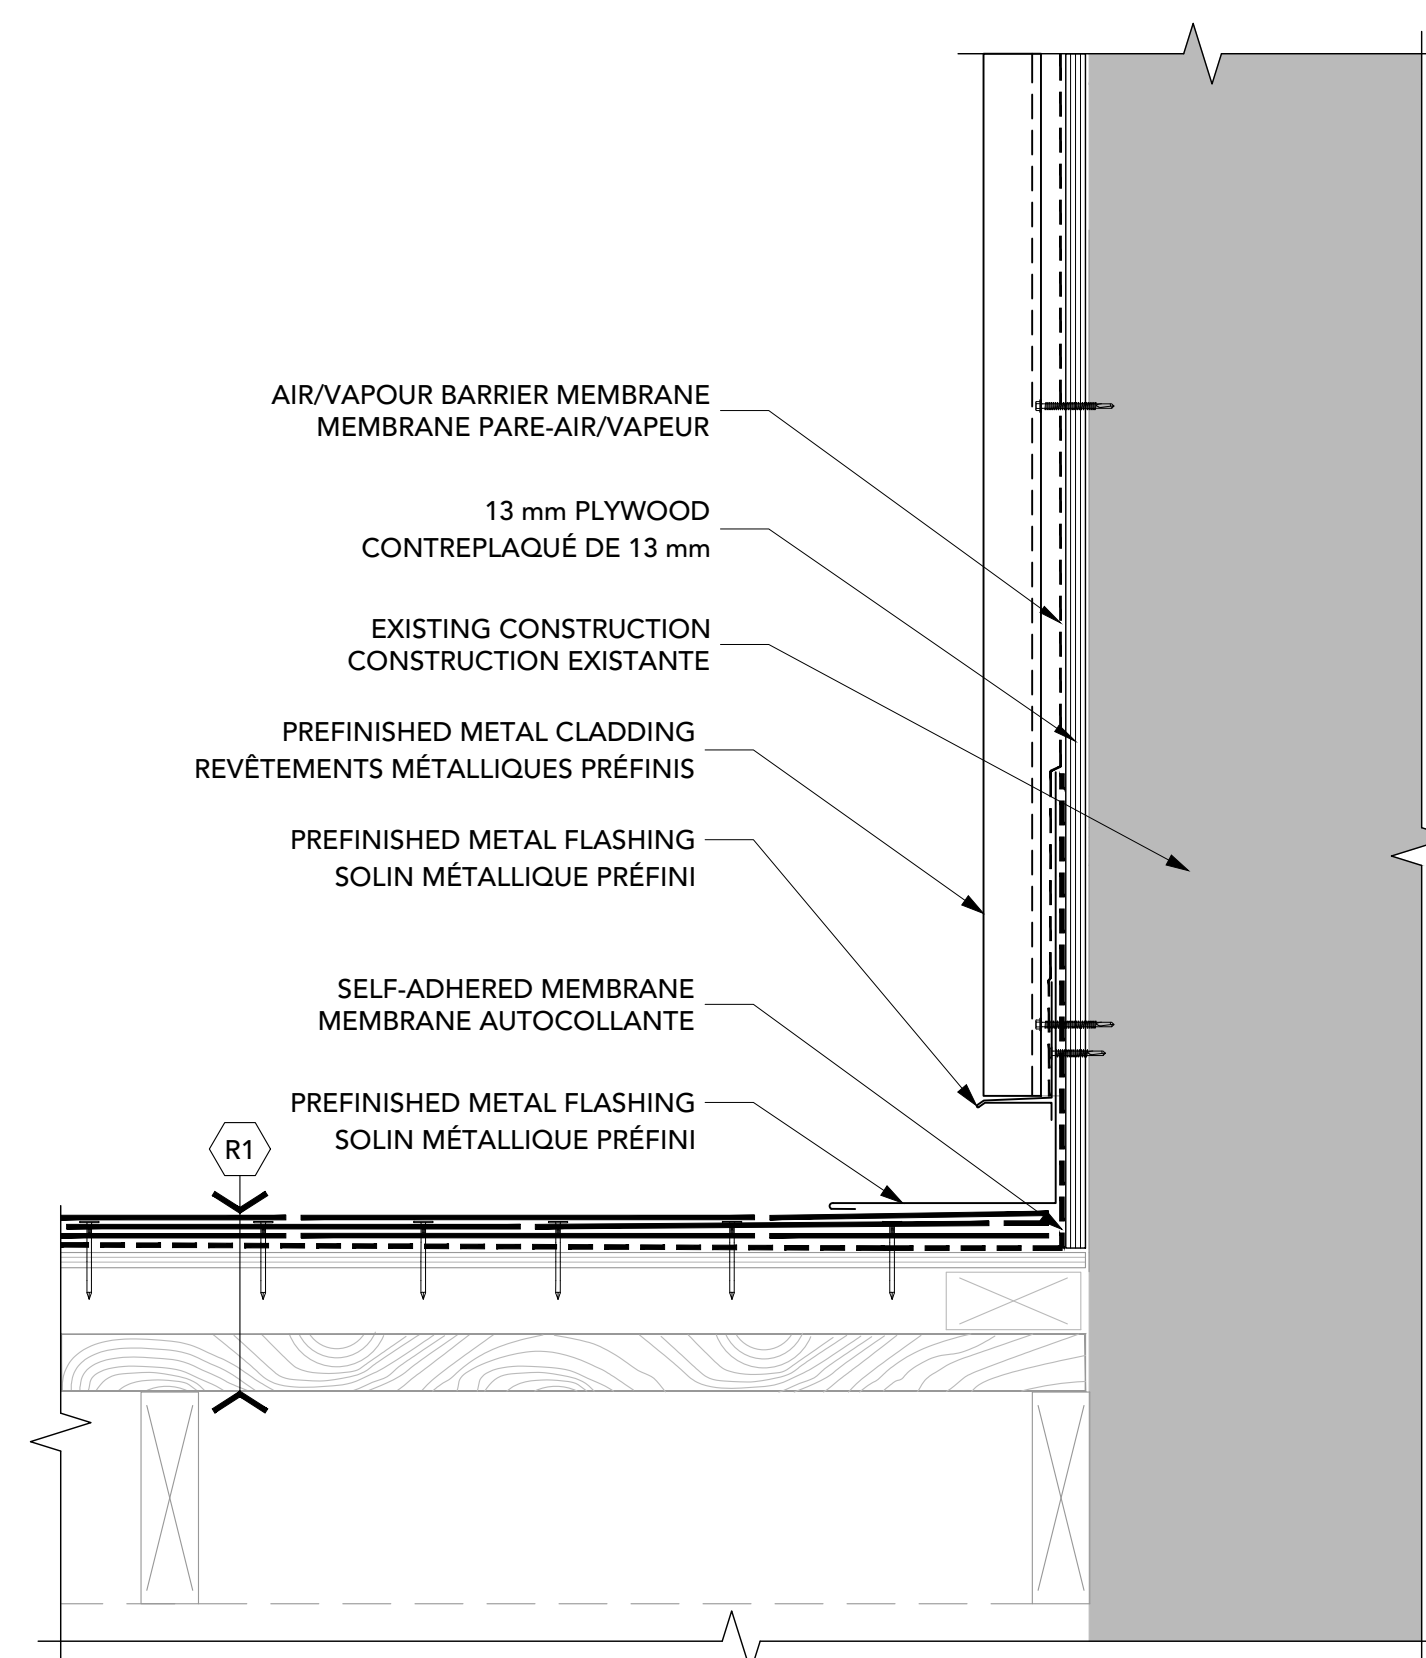 AIR/VAPOUR BARRIER MEMBRANE
MEMBRANE PARE-AIR/VAPEUR
13 mm PLYWOOD
CONTREPLAQUÉ DE 13 mm
EXISTING CONSTRUCTION
CONSTRUCTION EXISTANTE
PREFINISHED METAL CLADDING
REVÊTEMENTS MÉTALLIQUES PRÉFINIS
PREFINISHED METAL FLASHING
SOLIN MÉTALLIQUE PRÉFINI
SELF-ADHERED MEMBRANE
MEMBRANE AUTOCOLLANTE
PREFINISHED METAL FLASHING
SOLIN MÉTALLIQUE PRÉFINI
R1